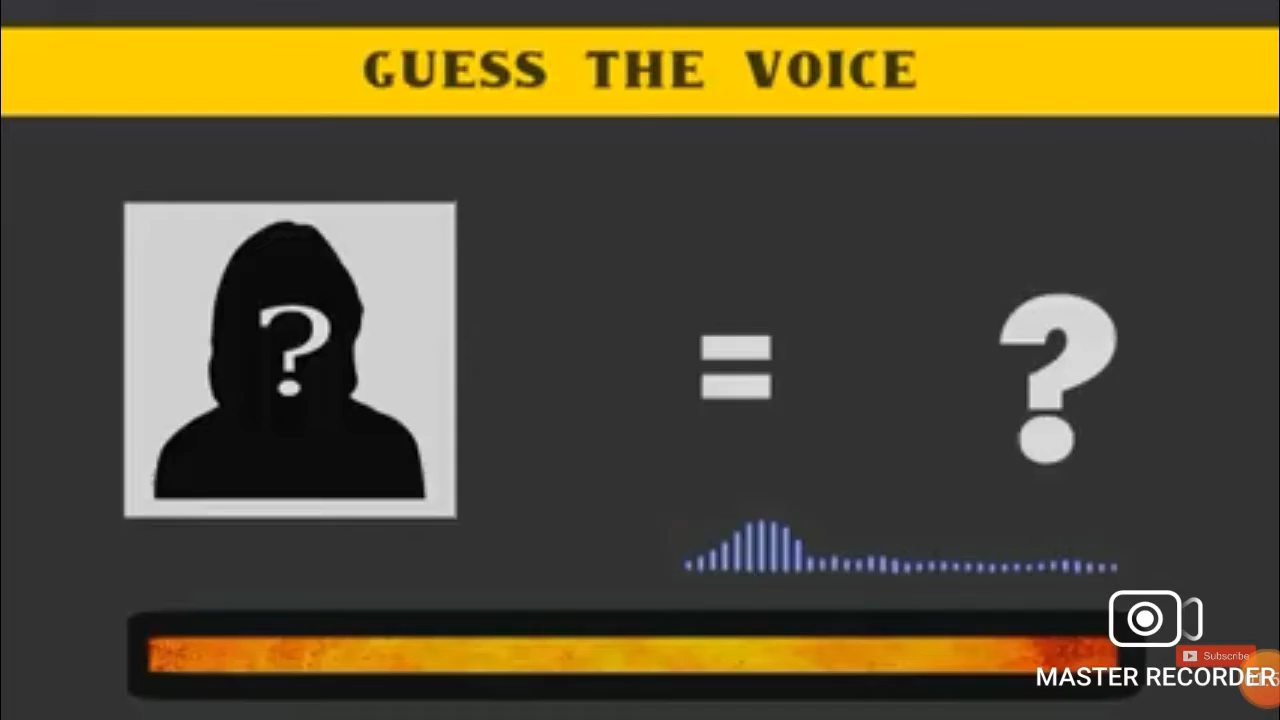 GUESS THE VOICE
?
= ?
Subscribe
MASTER RECORDER